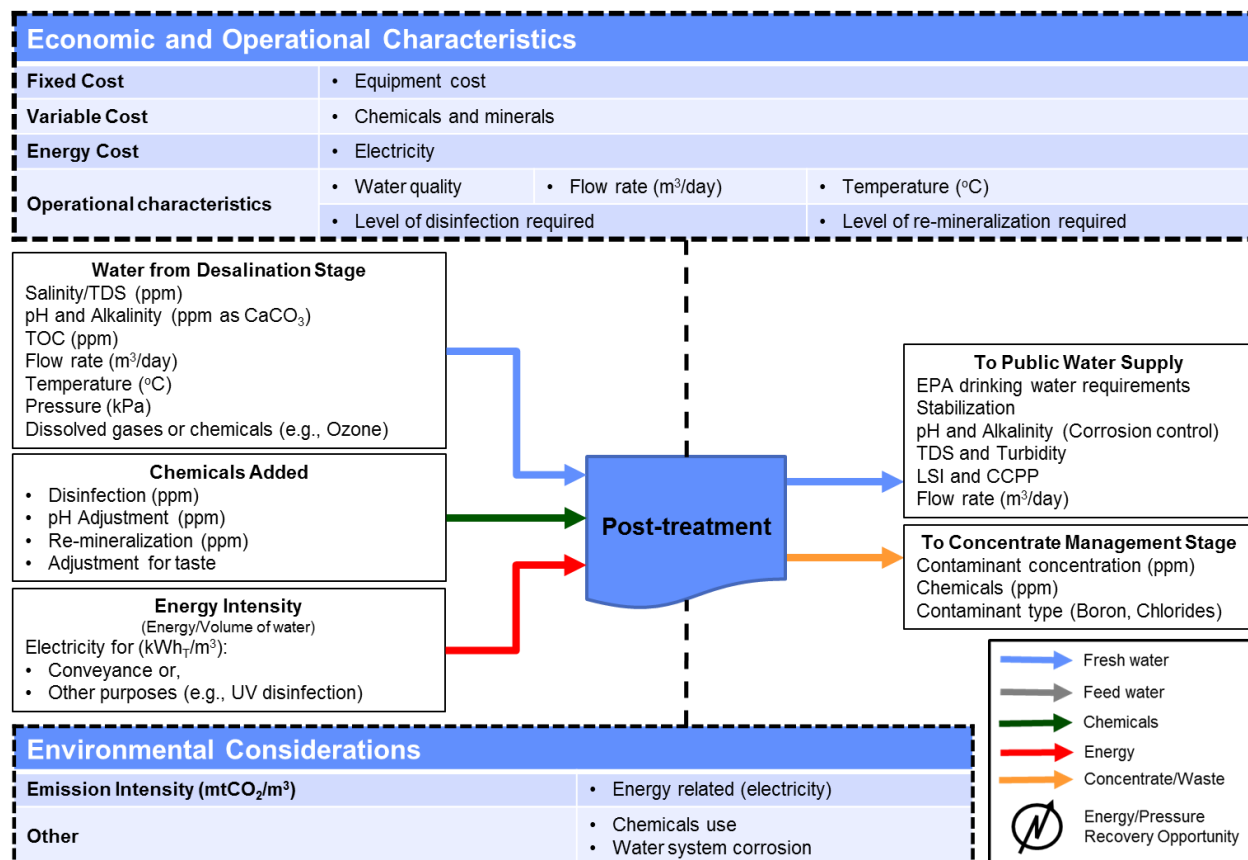 Economic and Operational Characteristics
Fixed Cost
• Equipment cost
Variable Cost
• Chemicals and minerals
Energy Cost
• Electricity
Operational characteristics
• Water quality
• Flow rate (m³/day)
• Temperature (°C)
• Level of disinfection required
• Level of re-mineralization required
Water from Desalination Stage
Salinity/TDS (ppm)
pH and Alkalinity (ppm as CaCO₃)
TOC (ppm)
Flow rate (m³/day)
Temperature (°C)
Pressure (kPa)
Dissolved gases or chemicals (e.g., Ozone)
Chemicals Added
• Disinfection (ppm)
• pH Adjustment (ppm)
• Re-mineralization (ppm)
• Adjustment for taste
Energy Intensity
(Energy/Volume of water)
Electricity for (kWh_T/m³):
• Conveyance or,
• Other purposes (e.g., UV disinfection)
Post-treatment
To Public Water Supply
EPA drinking water requirements
Stabilization
pH and Alkalinity (Corrosion control)
TDS and Turbidity
LSI and CCPP
Flow rate (m³/day)
To Concentrate Management Stage
Contaminant concentration (ppm)
Chemicals (ppm)
Contaminant type (Boron, Chlorides)
Fresh water
Feed water
Chemicals
Energy
Concentrate/Waste
Energy/Pressure
Recovery Opportunity
Environmental Considerations
Emission Intensity (mtCO₂/m³)
• Energy related (electricity)
Other
• Chemicals use
• Water system corrosion